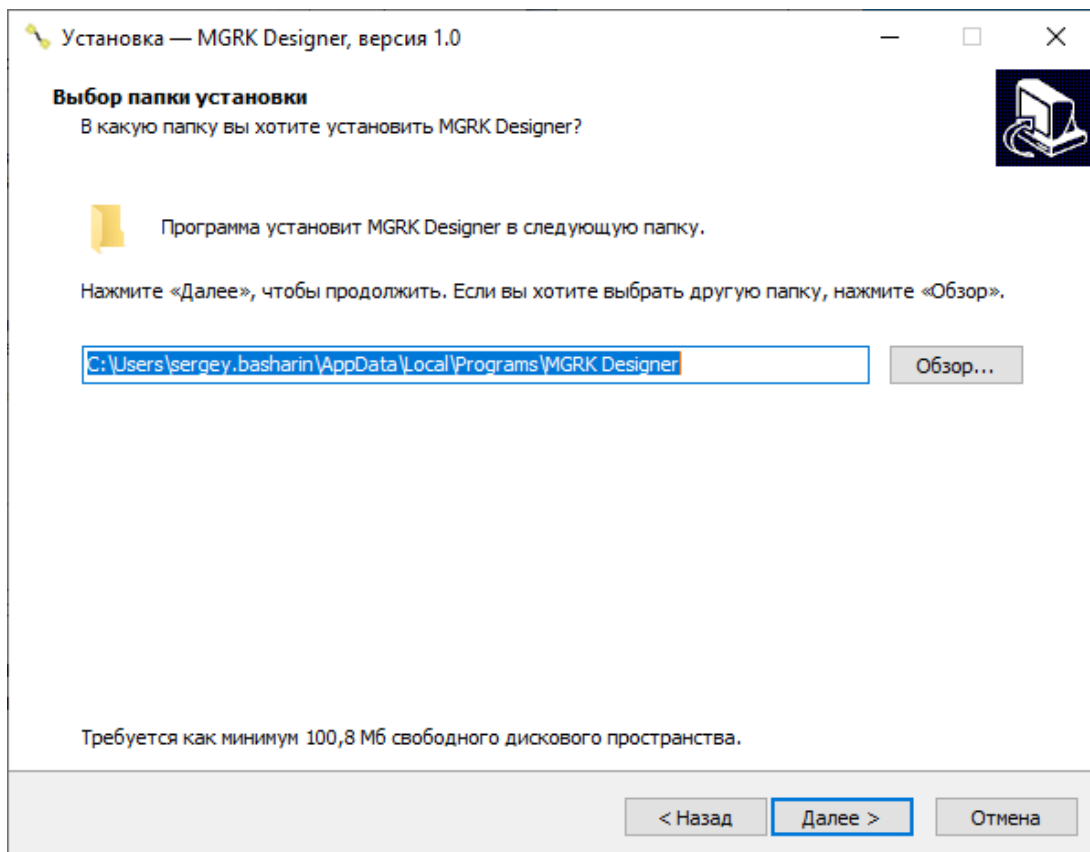 Установка — MGRK Designer, версия 1.0
Выбор папки установки
В какую папку вы хотите установить MGRK Designer?
Программа установит MGRK Designer в следующую папку.
Нажмите «Далее», чтобы продолжить. Если вы хотите выбрать другую папку, нажмите «Обзор».
C:\Users\sergey.basharin\AppData\Local\Programs\MGRK Designer
Обзор...
Требуется как минимум 100,8 Мб свободного дискового пространства.
< Назад
Далее >
Отмена